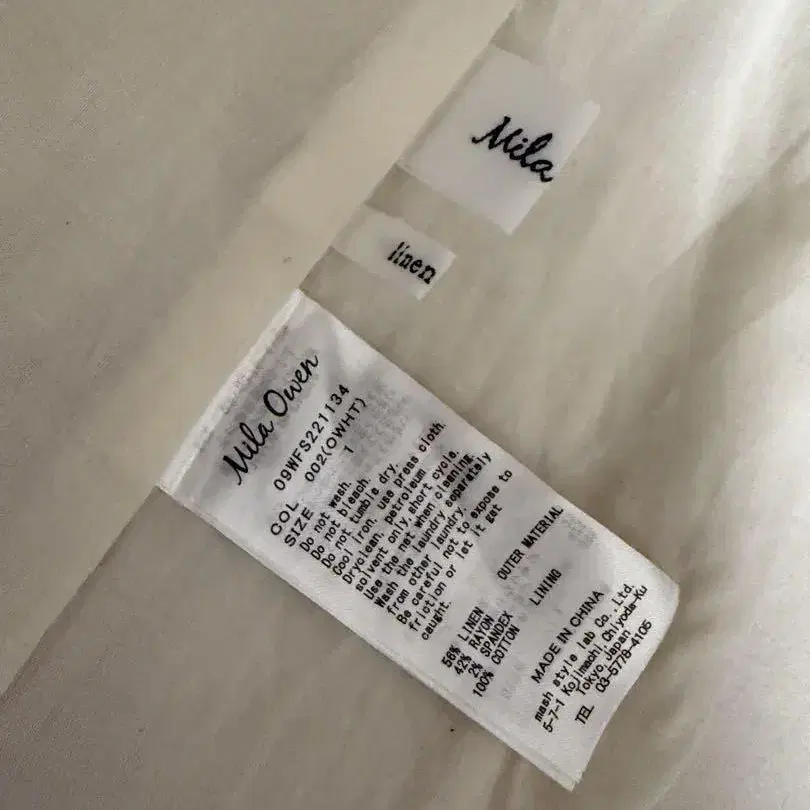 Mila
linen
Mila Owen
09WFS221134
COL 002(OWHT)
SIZE 1
Do not wash.
Do not bleach.
Do not tumble dry.
Cool iron. use press cloth.
Dryclean, petroleum
solvent only, short cycle.
Use the net when cleaning.
Wash the laundry separately
from other laundry.
Be careful not to expose to
friction or let it get
caught.
OUTER MATERIAL
56% LINEN
42% RAYON
2% SPANDEX
LINING
100% COTTON
MADE IN CHINA
mash style lab Co.,Ltd.
5-7-1 Kojimachi,Chiyoda-Ku
Tokyo,Japan
TEL 03-5778-4105